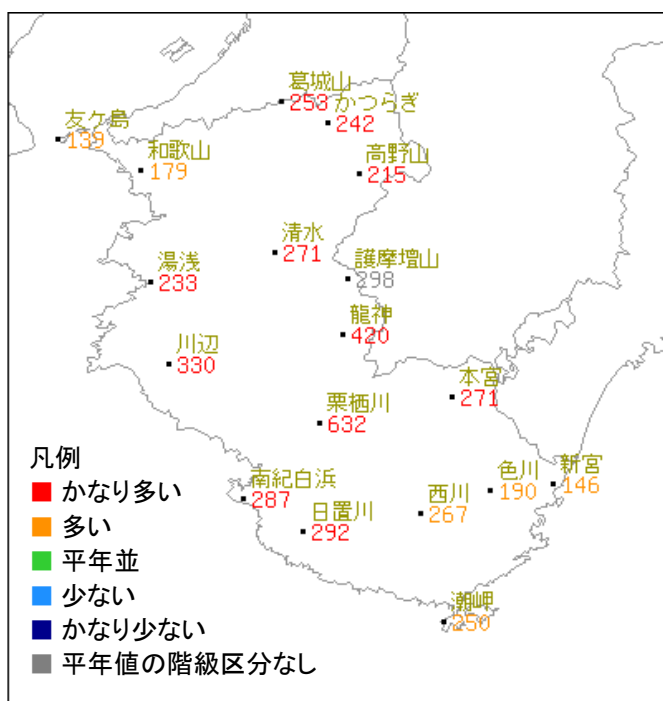 葛城山
253
かつらぎ
242
友ケ島
139
和歌山
179
高野山
215
清水
271
護摩壇山
298
湯浅
233
龍神
420
川辺
330
本宮
271
栗栖川
632
新宮
146
色川
190
南紀白浜
287
西川
267
日置川
292
潮岬
250
凡例
かなり多い
多い
平年並
少ない
かなり少ない
平年値の階級区分なし